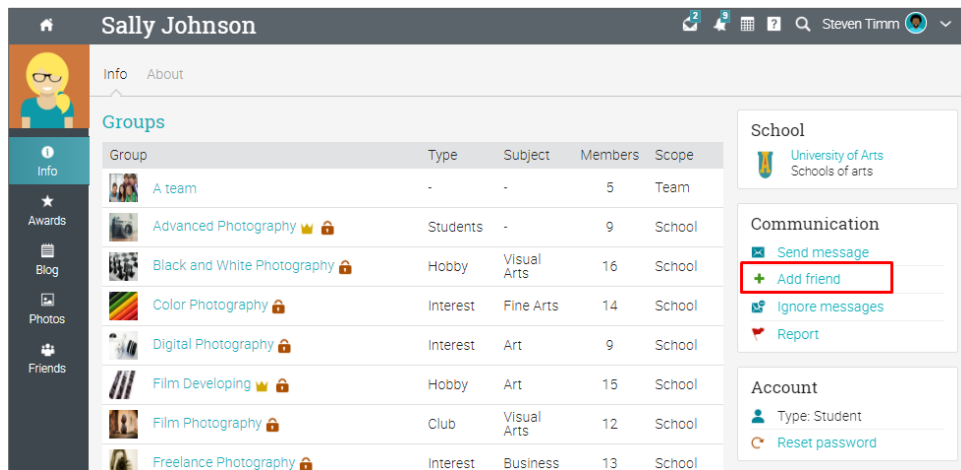 Sally Johnson
2
9
?
Steven Timm
Info
Awards
Blog
Photos
Friends
Info About
Groups
Group Type Subject Members Scope
A team - - 5 Team
Advanced Photography Students - 9 School
Black and White Photography Hobby Visual Arts 16 School
Color Photography Interest Fine Arts 14 School
Digital Photography Interest Art 9 School
Film Developing Hobby Art 15 School
Film Photography Club Visual Arts 12 School
Freelance Photography Interest Business 13 School
School
A
University of Arts
Schools of arts
Communication
Send message
Add friend
Ignore messages
Report
Account
Type: Student
Reset password